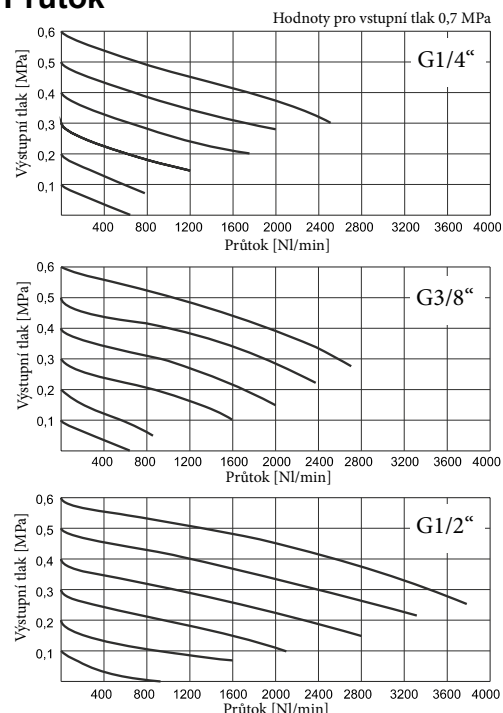 Průtok
Hodnoty pro vstupní tlak 0,7 MPa
G1/4“
Výstupní tlak [MPa]
0,6
0,5
0,4
0,3
0,2
0,1
400 800 1200 1600 2000 2400 2800 3200 3600 4000
Průtok [Nl/min]
G3/8“
Výstupní tlak [MPa]
0,6
0,5
0,4
0,3
0,2
0,1
400 800 1200 1600 2000 2400 2800 3200 3600 4000
Průtok [Nl/min]
G1/2“
Výstupní tlak [MPa]
0,6
0,5
0,4
0,3
0,2
0,1
400 800 1200 1600 2000 2400 2800 3200 3600 4000
Průtok [Nl/min]